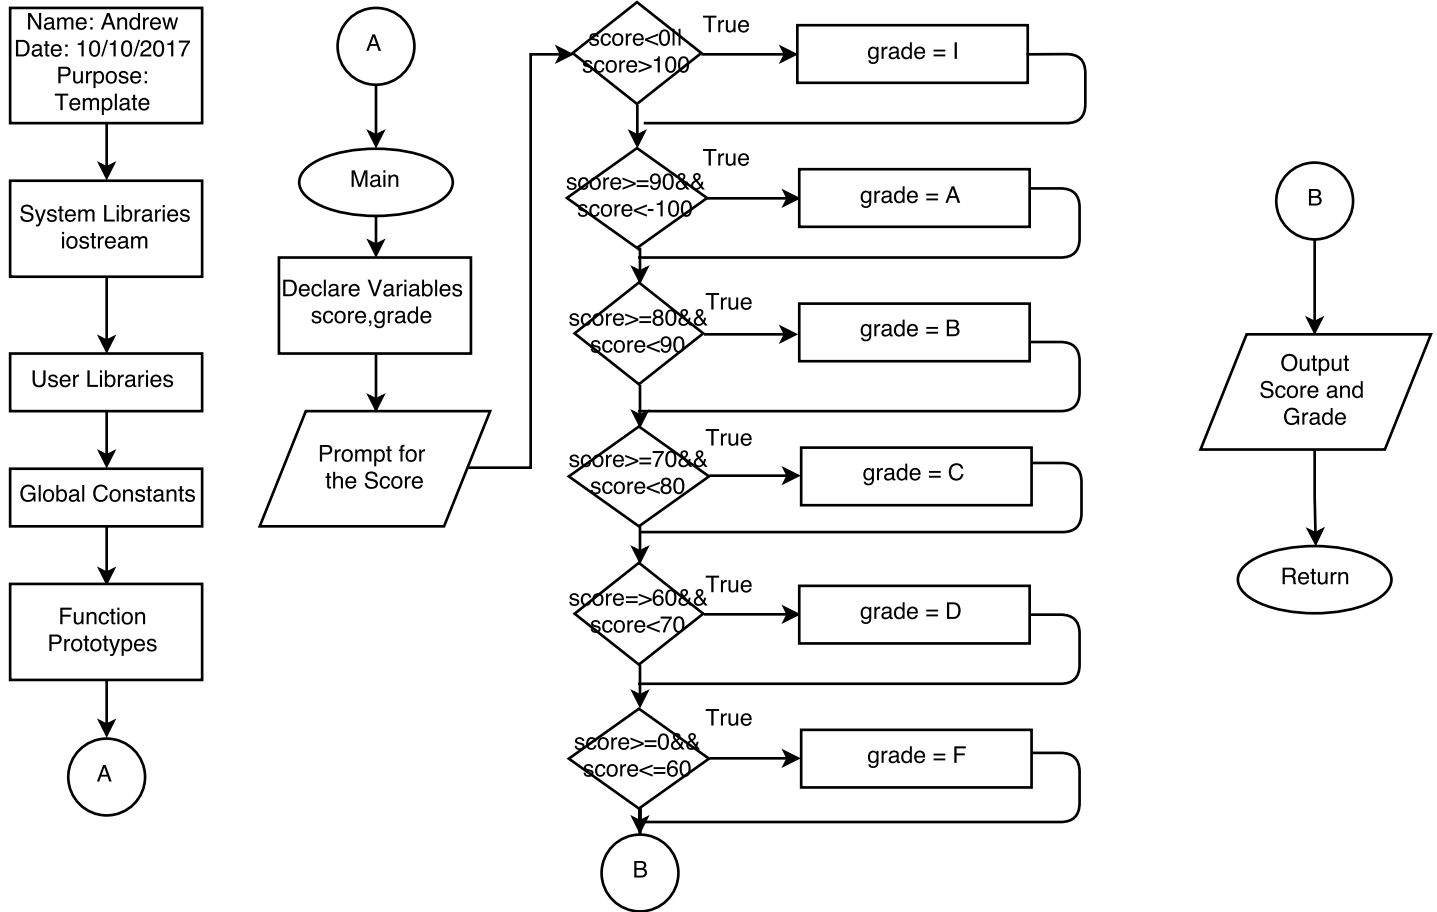 Name: Andrew
Date: 10/10/2017
Purpose:
Template
System Libraries
iostream
User Libraries
Global Constants
Function
Prototypes
A
A
Main
Declare Variables
score,grade
Prompt for
the Score
score<0||
score>100
True
grade = I
score>=90&&
score<-100
True
grade = A
score>=80&&
score<90
True
grade = B
score>=70&&
score<80
True
grade = C
score=>60&&
score<70
True
grade = D
score>=0&&
score<=60
True
grade = F
B
B
Output
Score and
Grade
Return